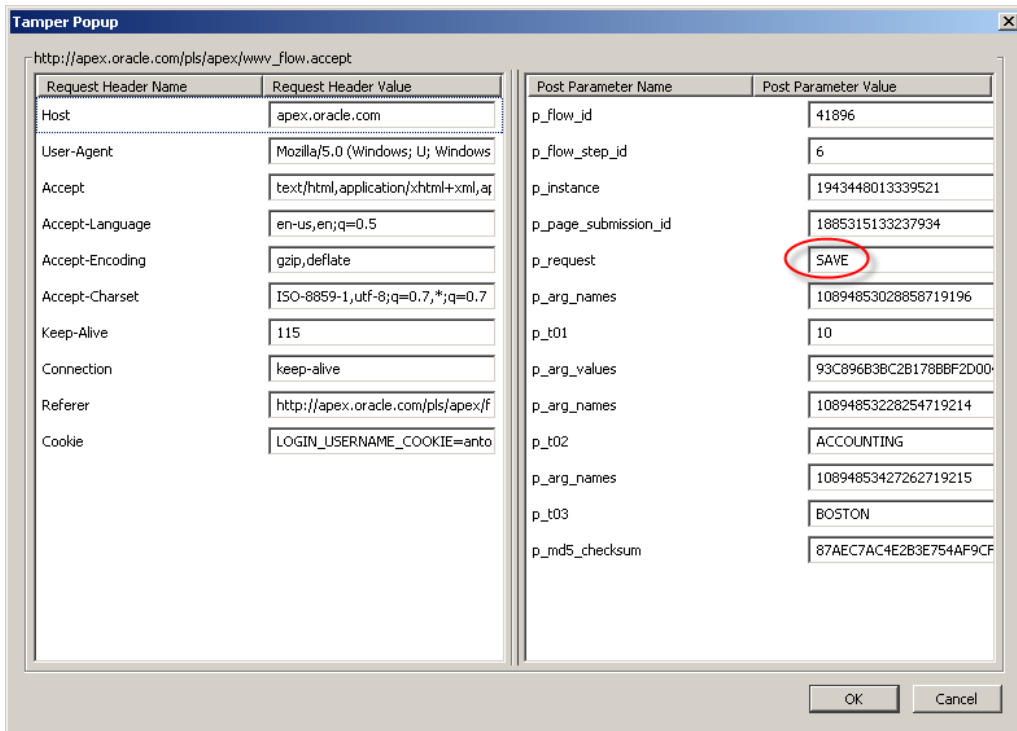 Tamper Popup
http://apex.oracle.com/pls/apex/wwv_flow.accept
Request Header Name Request Header Value
Host apex.oracle.com
User-Agent Mozilla/5.0 (Windows; U; Windows
Accept text/html,application/xhtml+xml,ap
Accept-Language en-us,en;q=0.5
Accept-Encoding gzip,deflate
Accept-Charset ISO-8859-1,utf-8;q=0.7,*;q=0.7
Keep-Alive 115
Connection keep-alive
Referer http://apex.oracle.com/pls/apex/f
Cookie LOGIN_USERNAME_COOKIE=anto
Post Parameter Name Post Parameter Value
p_flow_id 41896
p_flow_step_id 6
p_instance 1943448013339521
p_page_submission_id 1885315133237934
p_request SAVE
p_arg_names 10894853028858719196
p_t01 10
p_arg_values 93C896B3BC2B178BBF2D00
p_arg_names 10894853228254719214
p_t02 ACCOUNTING
p_arg_names 10894853427262719215
p_t03 BOSTON
p_md5_checksum 87AEC7AC4E2B3E754AF9CF
OK Cancel